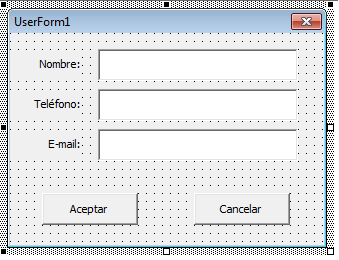 UserForm1
Nombre:
Teléfono:
E-mail:
Aceptar Cancelar